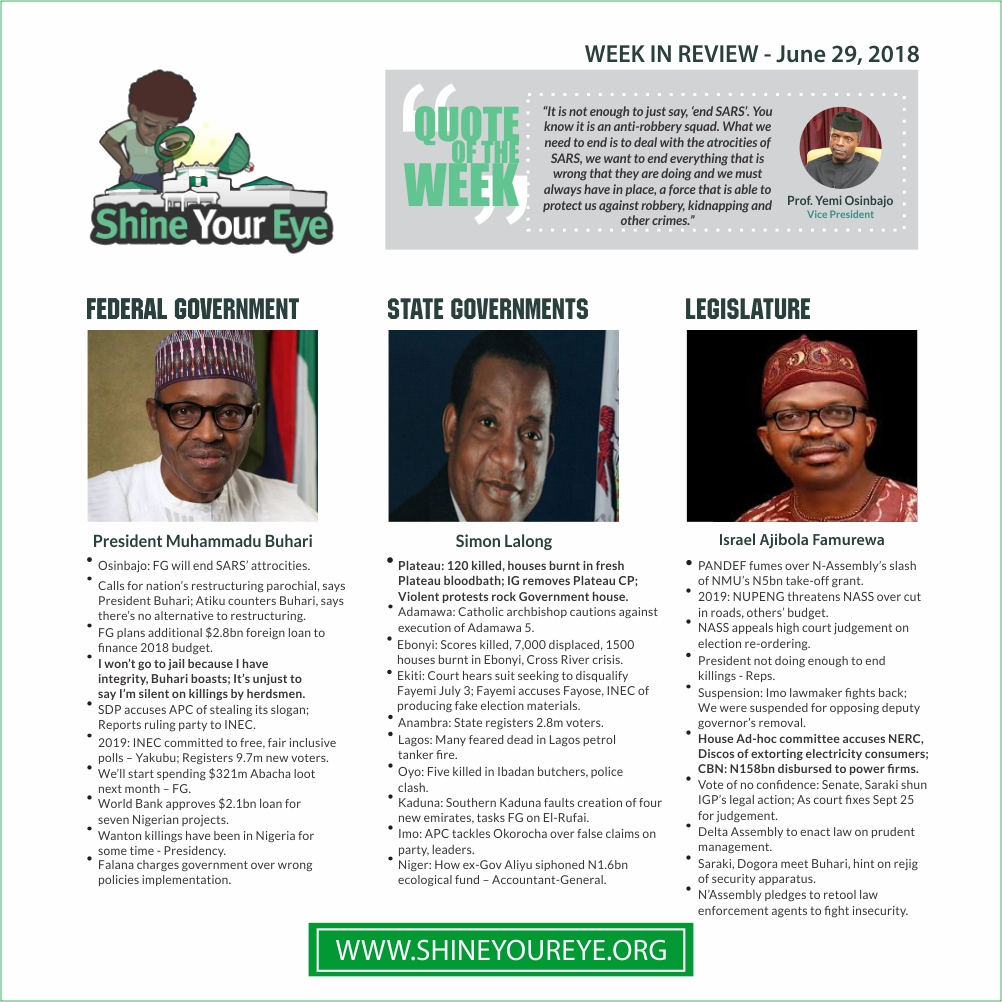 WEEK IN REVIEW - June 29, 2018
Shine Your Eye
QUOTE
OF THE
WEEK
“It is not enough to just say, ‘end SARS’. You
know it is an anti-robbery squad. What we
need to end is to deal with the atrocities of
SARS, we want to end everything that is
wrong that they are doing and we must
always have in place, a force that is able to
protect us against robbery, kidnapping and
other crimes.”
Prof. Yemi Osinbajo
Vice President
FEDERAL GOVERNMENT
President Muhammadu Buhari
• Osinbajo: FG will end SARS’ attrocities.
• Calls for nation’s restructuring parochial, says
President Buhari; Atiku counters Buhari, says
there’s no alternative to restructuring.
• FG plans additional $2.8bn foreign loan to
finance 2018 budget.
• I won’t go to jail because I have
integrity, Buhari boasts; It’s unjust to
say I’m silent on killings by herdsmen.
• SDP accuses APC of stealing its slogan;
Reports ruling party to INEC.
• 2019: INEC committed to free, fair inclusive
polls – Yakubu; Registers 9.7m new voters.
• We’ll start spending $321m Abacha loot
next month – FG.
• World Bank approves $2.1bn loan for
seven Nigerian projects.
• Wanton killings have been in Nigeria for
some time - Presidency.
• Falana charges government over wrong
policies implementation.
STATE GOVERNMENTS
Simon Lalong
• Plateau: 120 killed, houses burnt in fresh
Plateau bloodbath; IG removes Plateau CP;
Violent protests rock Government house.
• Adamawa: Catholic archbishop cautions against
execution of Adamawa 5.
• Ebonyi: Scores killed, 7,000 displaced, 1500
houses burnt in Ebonyi, Cross River crisis.
• Ekiti: Court hears suit seeking to disqualify
Fayemi July 3; Fayemi accuses Fayose, INEC of
producing fake election materials.
• Anambra: State registers 2.8m voters.
• Lagos: Many feared dead in Lagos petrol
tanker fire.
• Oyo: Five killed in Ibadan butchers, police
clash.
• Kaduna: Southern Kaduna faults creation of four
new emirates, tasks FG on El-Rufai.
• Imo: APC tackles Okorocha over false claims on
party, leaders.
• Niger: How ex-Gov Aliyu siphoned N1.6bn
ecological fund – Accountant-General.
LEGISLATURE
Israel Ajibola Famurewa
• PANDEF fumes over N-Assembly’s slash
of NMU’s N5bn take-off grant.
• 2019: NUPENG threatens NASS over cut
in roads, others’ budget.
• NASS appeals high court judgement on
election re-ordering.
• President not doing enough to end
killings - Reps.
• Suspension: Imo lawmaker fights back;
We were suspended for opposing deputy
governor’s removal.
• House Ad-hoc committee accuses NERC,
Discos of extorting electricity consumers;
CBN: N158bn disbursed to power firms.
• Vote of no confidence: Senate, Saraki shun
IGP’s legal action; As court fixes Sept 25
for judgement.
• Delta Assembly to enact law on prudent
management.
• Saraki, Dogora meet Buhari, hint on rejig
of security apparatus.
• N’Assembly pledges to retool law
enforcement agents to fight insecurity.
WWW.SHINEYOUREYE.ORG